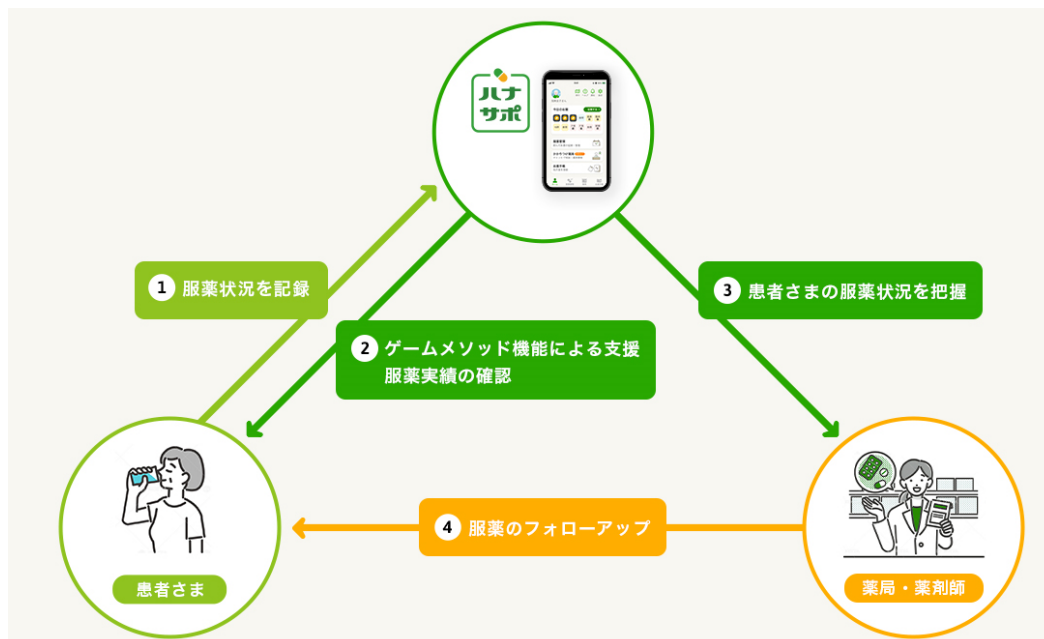 ハナ
サポ
1 服薬状況を記録
2 ゲームメソッド機能による支援
服薬実績の確認
3 患者さまの服薬状況を把握
4 服薬のフォローアップ
患者さま
薬局・薬剤師